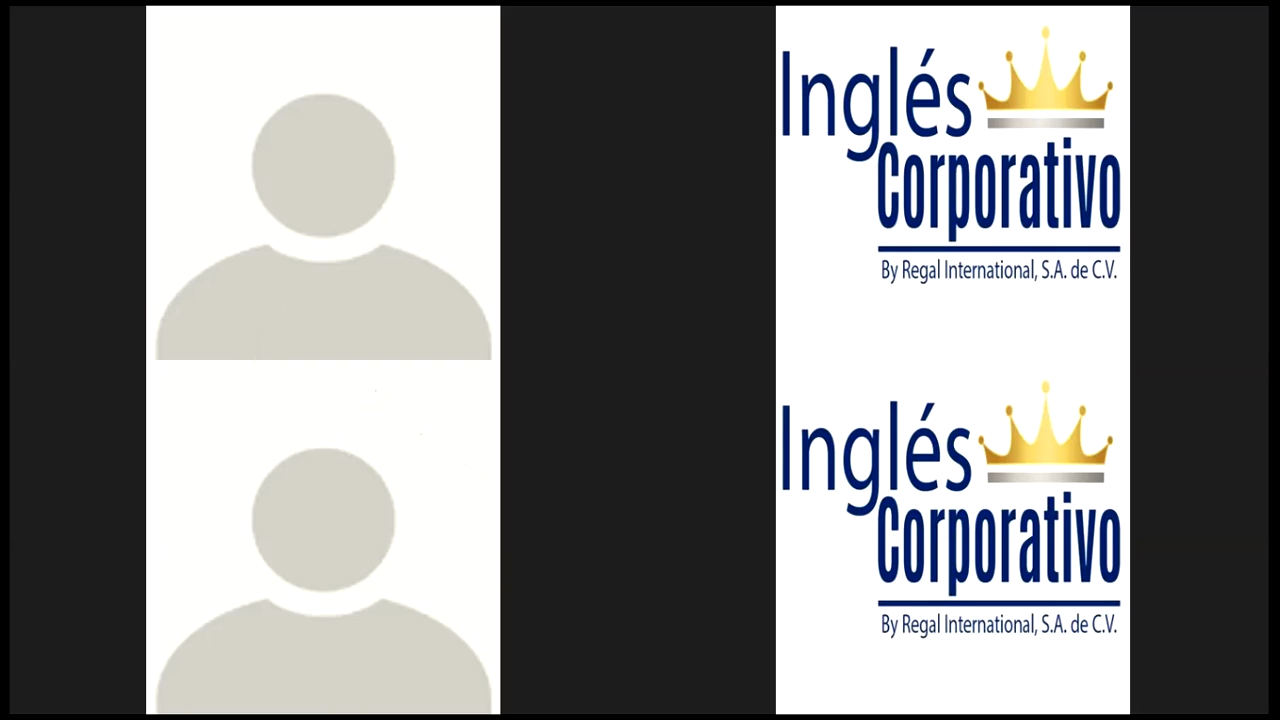 Inglés
Corporativo
By Regal International, S.A. de C.V.
Inglés
Corporativo
By Regal International, S.A. de C.V.